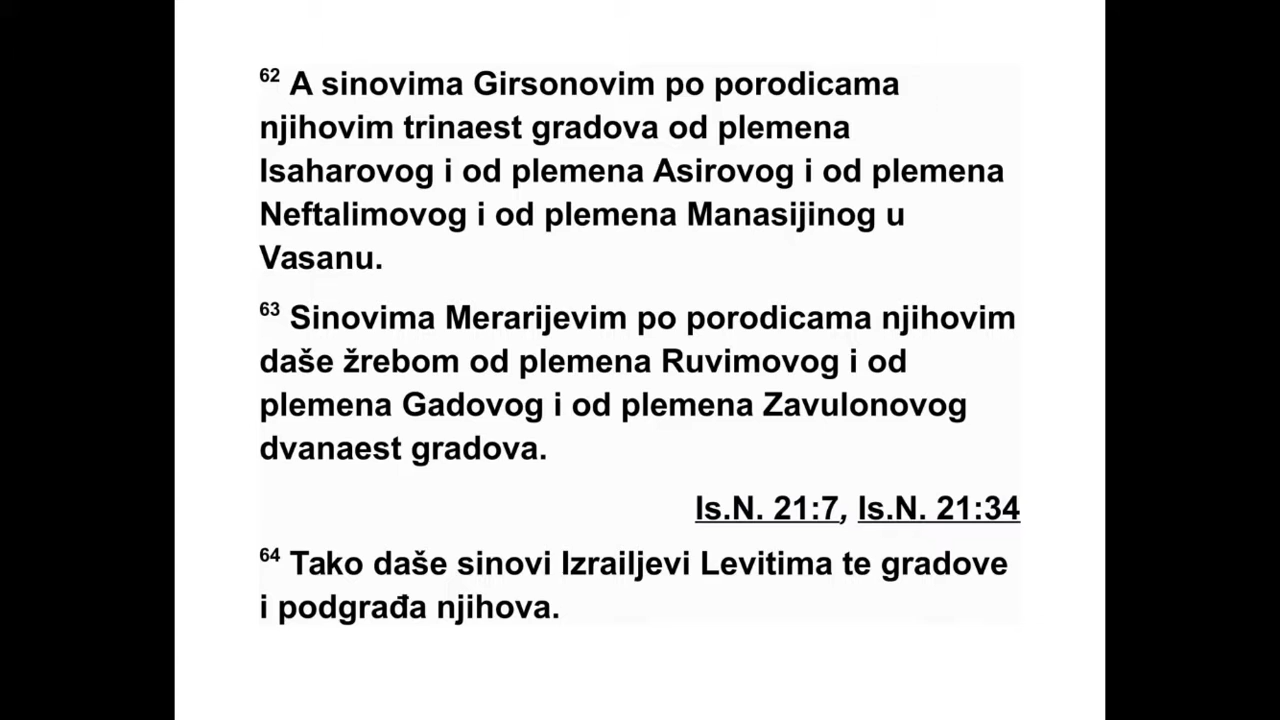 62 A sinovima Girsonovim po porodicama
njihovim trinaest gradova od plemena
Isaharovog i od plemena Asirovog i od plemena
Neftalimovog i od plemena Manasijinog u
Vasanu.
63 Sinovima Merarijevim po porodicama njihovim
daše žrebom od plemena Ruvimovog i od
plemena Gadovog i od plemena Zavulonovog
dvanaest gradova.
Is.N. 21:7, Is.N. 21:34
64 Tako daše sinovi Izrailjevi Levitima te gradove
i podgrađa njihova.